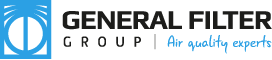 GENERAL FILTER
GROUP | Air quality experts